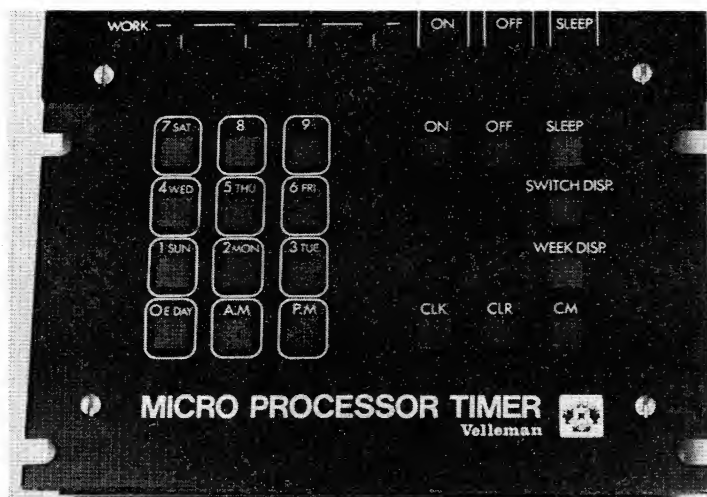 WORK ON OFF SLEEP
7 SAT 8 9 ON OFF SLEEP
4 WED 5 THU 6 FRI SWITCH DISP.
1 SUN 2 MON 3 TUE WEEK DISP.
0 E DAY A.M P.M CLK CLR CM
MICRO PROCESSOR TIMER
Velleman